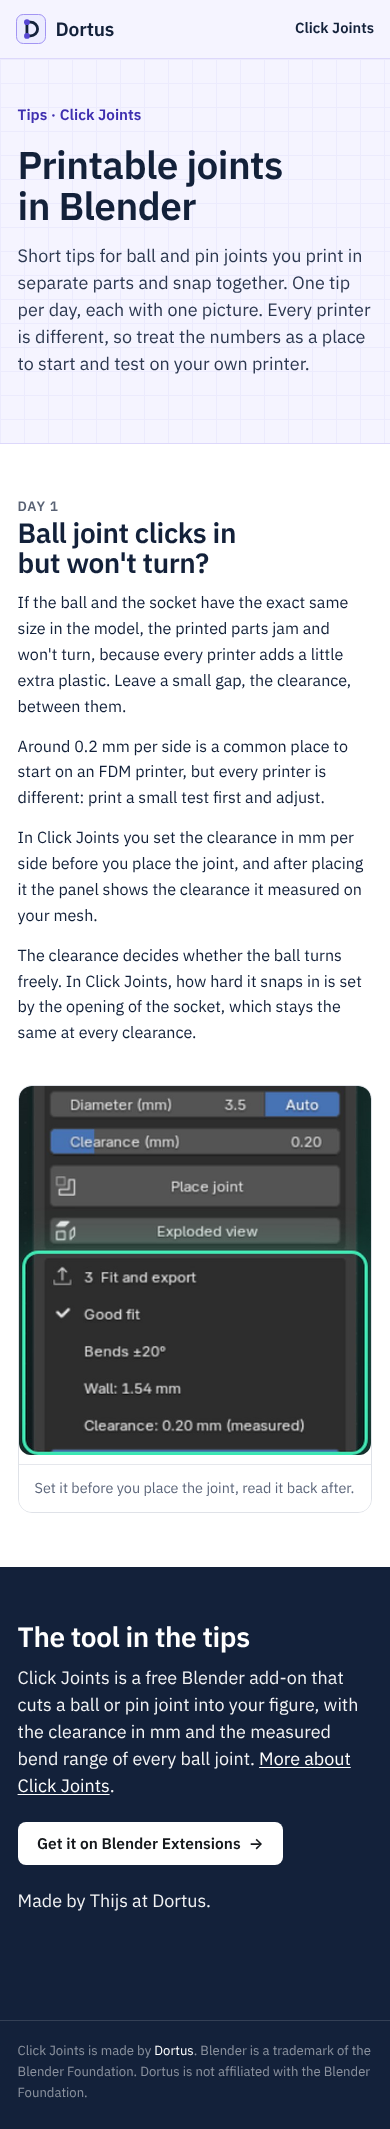 Dortus
Click Joints
Tips · Click Joints
Printable joints
in Blender
Short tips for ball and pin joints you print in
separate parts and snap together. One tip
per day, each with one picture. Every printer
is different, so treat the numbers as a place
to start and test on your own printer.
DAY 1
Ball joint clicks in
but won't turn?
If the ball and the socket have the exact same
size in the model, the printed parts jam and
won't turn, because every printer adds a little
extra plastic. Leave a small gap, the clearance,
between them.
Around 0.2 mm per side is a common place to
start on an FDM printer, but every printer is
different: print a small test first and adjust.
In Click Joints you set the clearance in mm per
side before you place the joint, and after placing
it the panel shows the clearance it measured on
your mesh.
The clearance decides whether the ball turns
freely. In Click Joints, how hard it snaps in is set
by the opening of the socket, which stays the
same at every clearance.
Diameter (mm) 3.5 Auto
Clearance (mm) 0.20
Place joint
Exploded view
3 Fit and export
Good fit
Bends ±20°
Wall: 1.54 mm
Clearance: 0.20 mm (measured)
Set it before you place the joint, read it back after.
The tool in the tips
Click Joints is a free Blender add-on that
cuts a ball or pin joint into your figure, with
the clearance in mm and the measured
bend range of every ball joint. More about
Click Joints.
Get it on Blender Extensions →
Made by Thijs at Dortus.
Click Joints is made by Dortus. Blender is a trademark of the
Blender Foundation. Dortus is not affiliated with the Blender
Foundation.